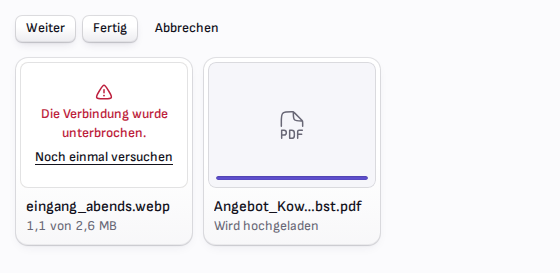 Weiter Fertig Abbrechen
Die Verbindung wurde
unterbrochen.
Noch einmal versuchen
eingang_abends.webp
1,1 von 2,6 MB
PDF
Angebot_Kow...bst.pdf
Wird hochgeladen